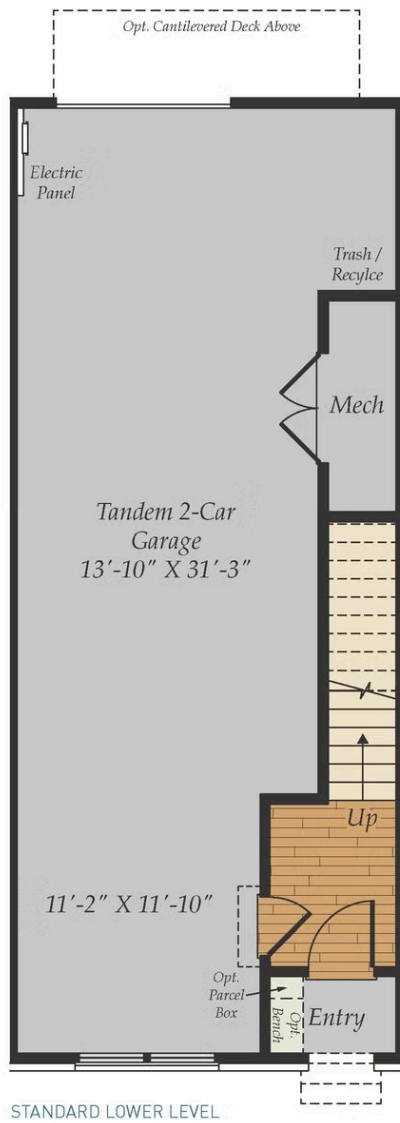 Opt. Cantilevered Deck Above
Electric
Panel
Trash /
Recylce
Mech
Tandem 2-Car
Garage
13'-10" X 31'-3"
Up
11'-2" X 11'-10"
Opt.
Parcel
Box
Opt.
Bench
Entry
STANDARD LOWER LEVEL